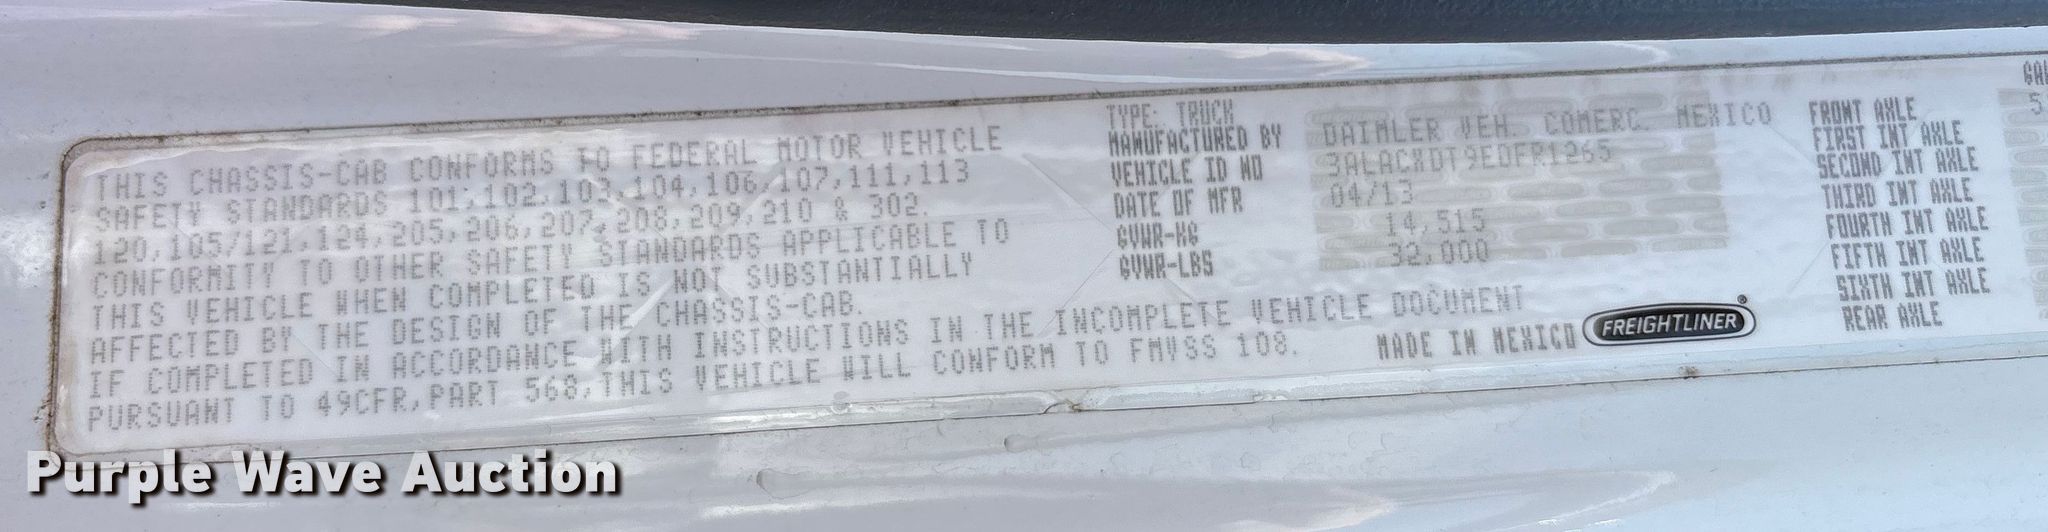 THIS CHASSIS-CAB CONFORMS TO FEDERAL MOTOR VEHICLE
SAFETY STANDARDS 101,102,103,104,106,107,111,113
120,105/121,124,205,206,207,208,209,210 & 302.
CONFORMITY TO OTHER SAFETY STANDARDS APPLICABLE TO
THIS VEHICLE WHEN COMPLETED IS NOT SUBSTANTIALLY
AFFECTED BY THE DESIGN OF THE CHASSIS-CAB.
IF COMPLETED IN ACCORDANCE WITH INSTRUCTIONS IN THE INCOMPLETE VEHICLE DOCUMENT
PURSUANT TO 49CFR,PART 568,THIS VEHICLE WILL CONFORM TO FMVSS 108.
TYPE: TRUCK
MANUFACTURED BY DAIMLER VEH. COMERC. MEXICO
VEHICLE ID NO 3ALACXDT9EDFR1265
DATE OF MFR 04/13
GVWR-KG 14,515
GVWR-LBS 32,000
MADE IN MEXICO
FREIGHTLINER®
FRONT AXLE 5
FIRST INT AXLE
SECOND INT AXLE
THIRD INT AXLE
FOURTH INT AXLE
FIFTH INT AXLE
SIXTH INT AXLE
REAR AXLE
Purple Wave Auction